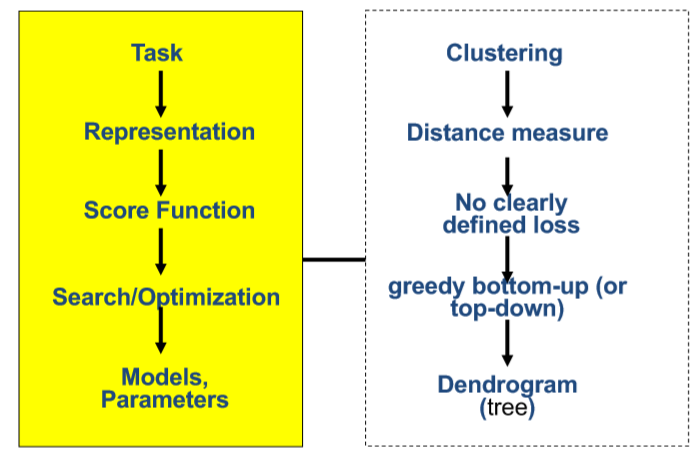 Task
Representation
Score Function
Search/Optimization
Models,
Parameters
Clustering
Distance measure
No clearly
defined loss
greedy bottom-up (or
top-down)
Dendrogram
(tree)